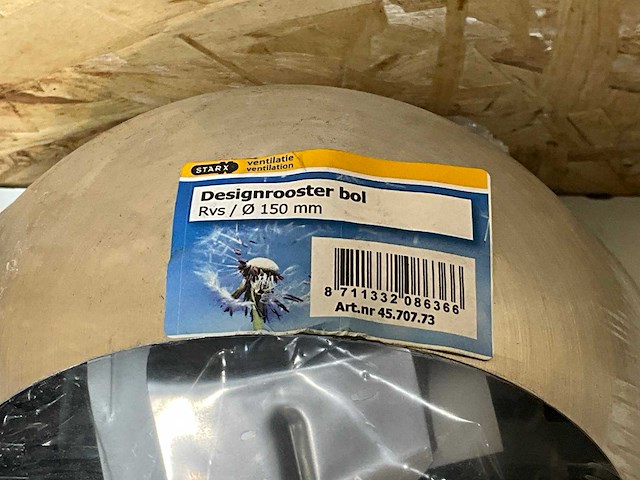 STARX
ventilatie
ventilation
Designrooster bol
Rvs / Ø 150 mm
8 711332 086366
Art.nr 45.707.73